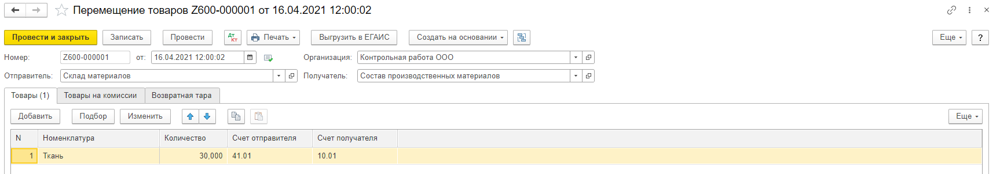 Перемещение товаров Z600-000001 от 16.04.2021 12:00:02
Провести и закрыть Записать Провести Дт Кт Печать Выгрузить в ЕГАИС Создать на основании Еще ?
Номер: Z600-000001 от: 16.04.2021 12:00:02 Организация: Контрольная работа ООО
Отправитель: Склад материалов Получатель: Состав производственных материалов
Товары (1) Товары на комиссии Возвратная тара
Добавить Подбор Изменить Еще
N Номенклатура Количество Счет отправителя Счет получателя
1 Ткань 30,000 41.01 10.01